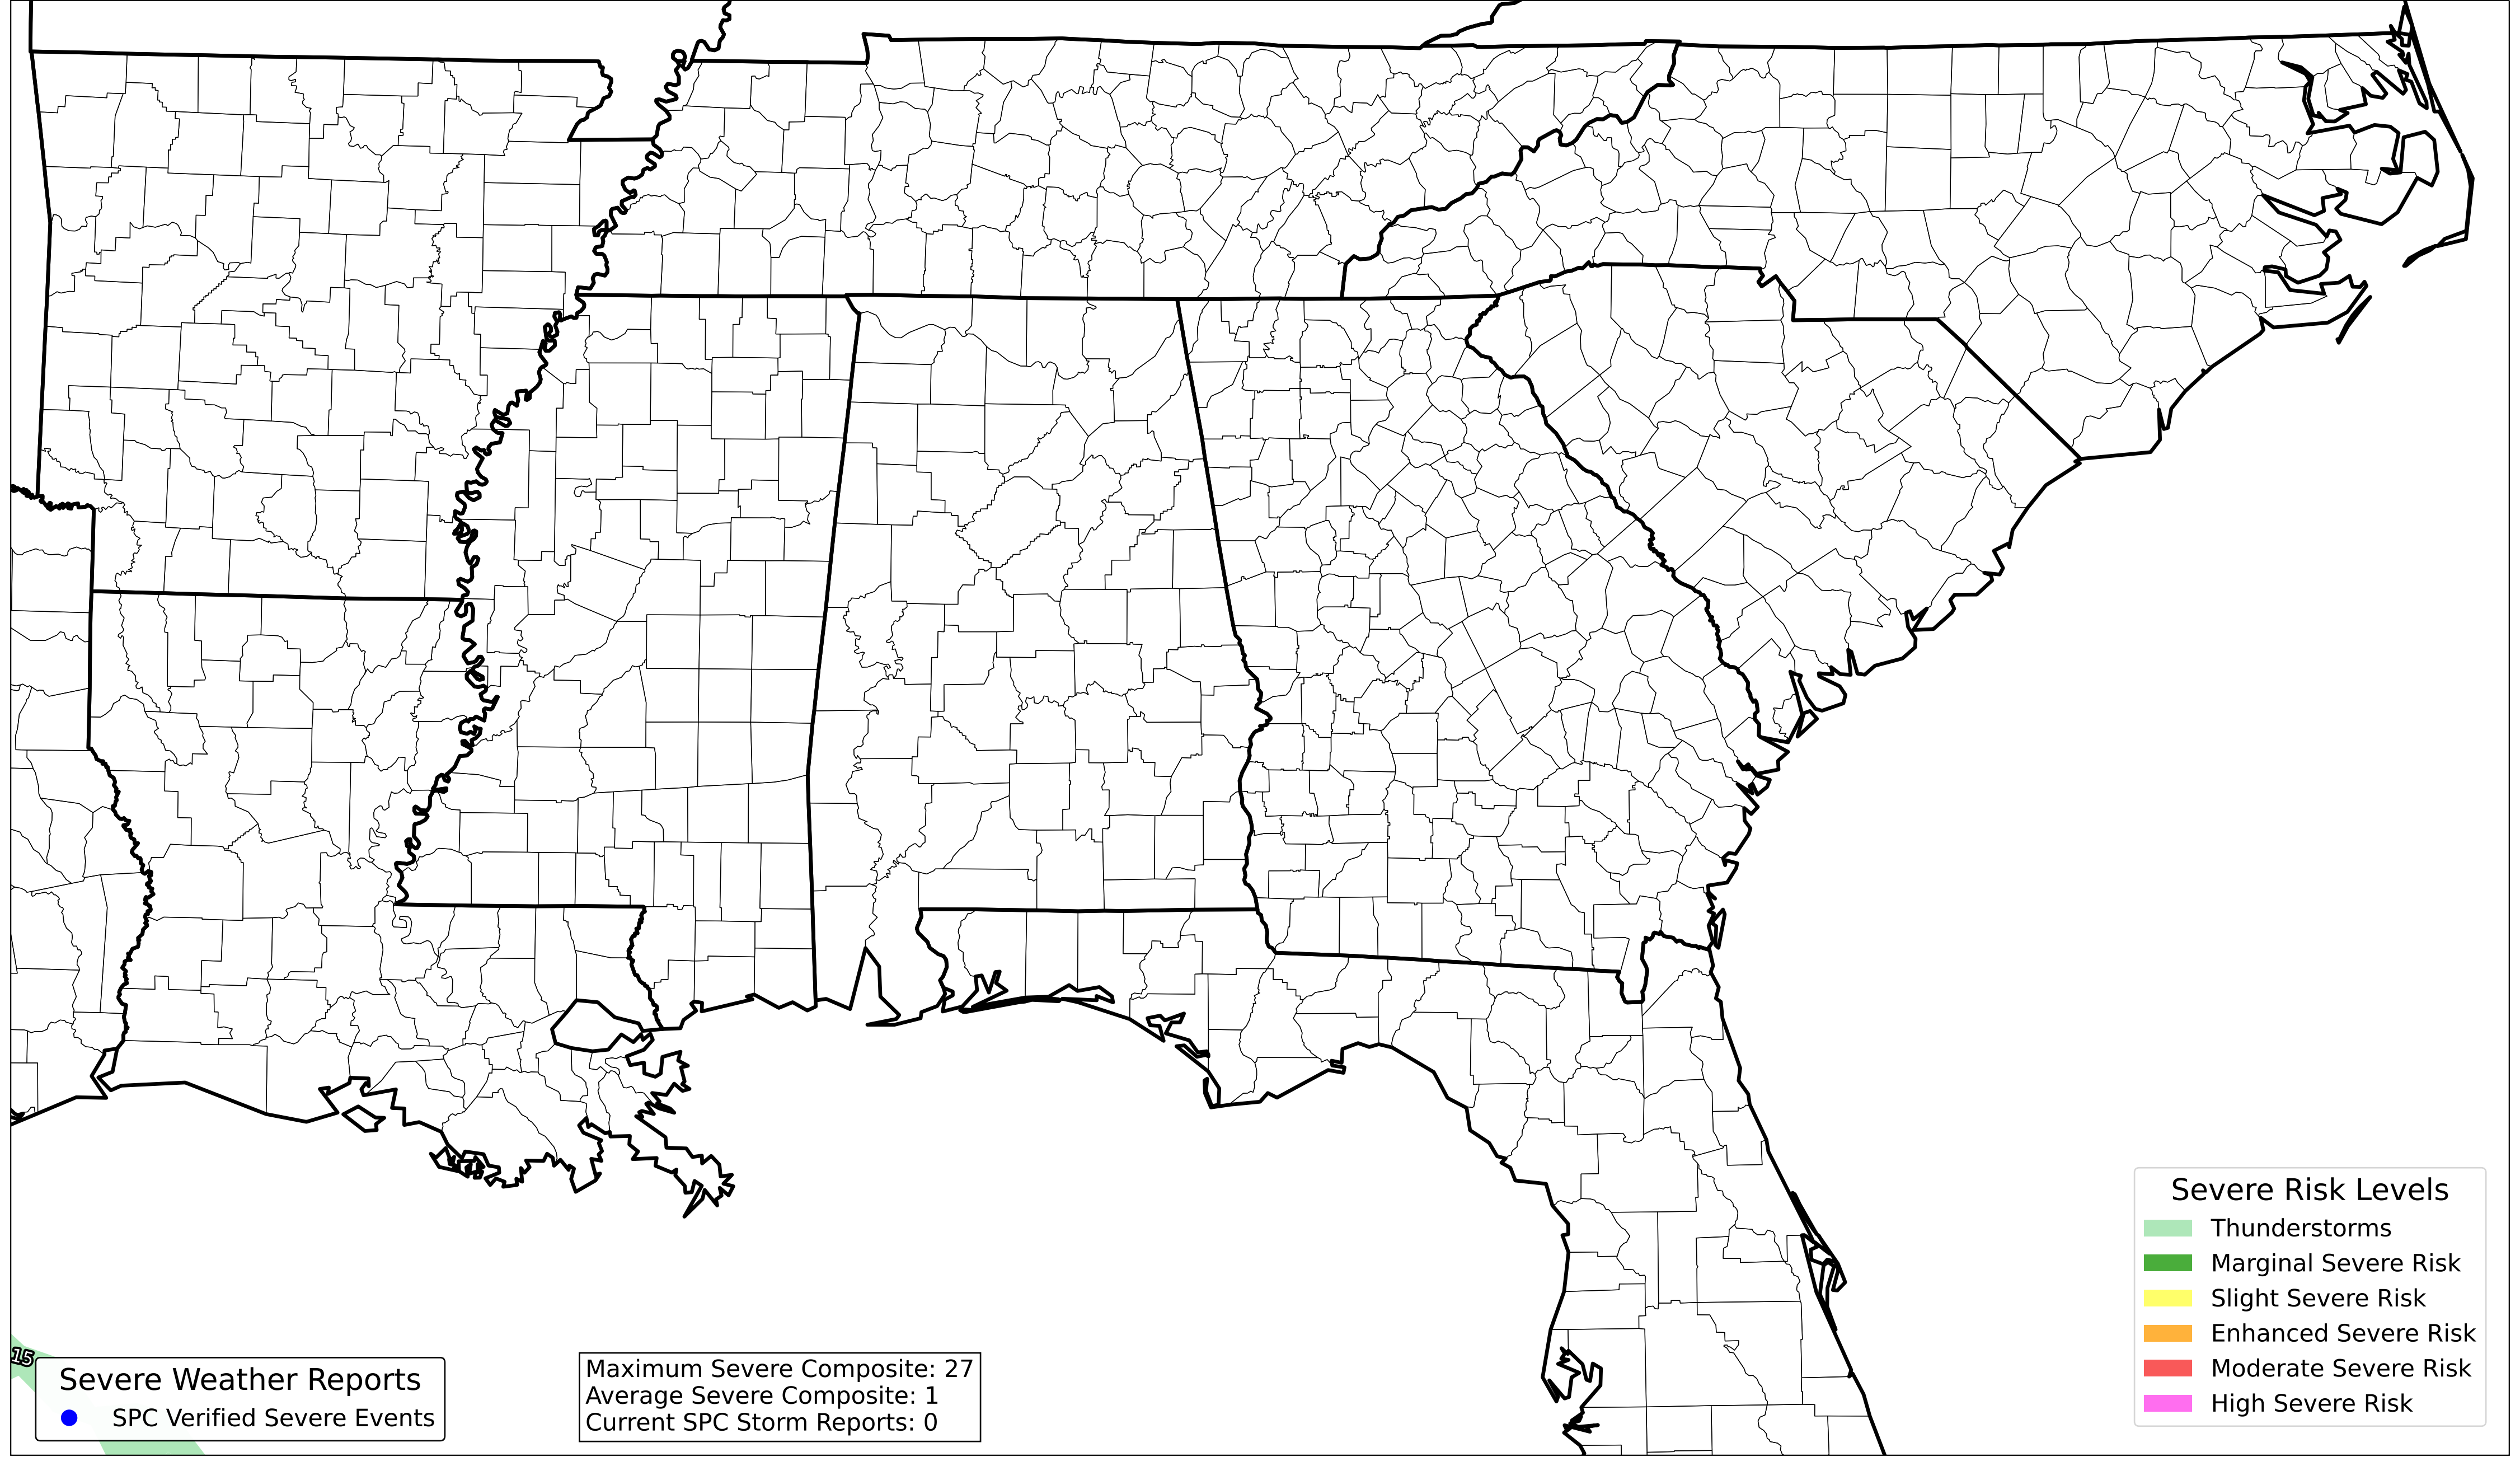 15
Severe Weather Reports
SPC Verified Severe Events
Maximum Severe Composite: 27
Average Severe Composite: 1
Current SPC Storm Reports: 0
Severe Risk Levels
Thunderstorms
Marginal Severe Risk
Slight Severe Risk
Enhanced Severe Risk
Moderate Severe Risk
High Severe Risk